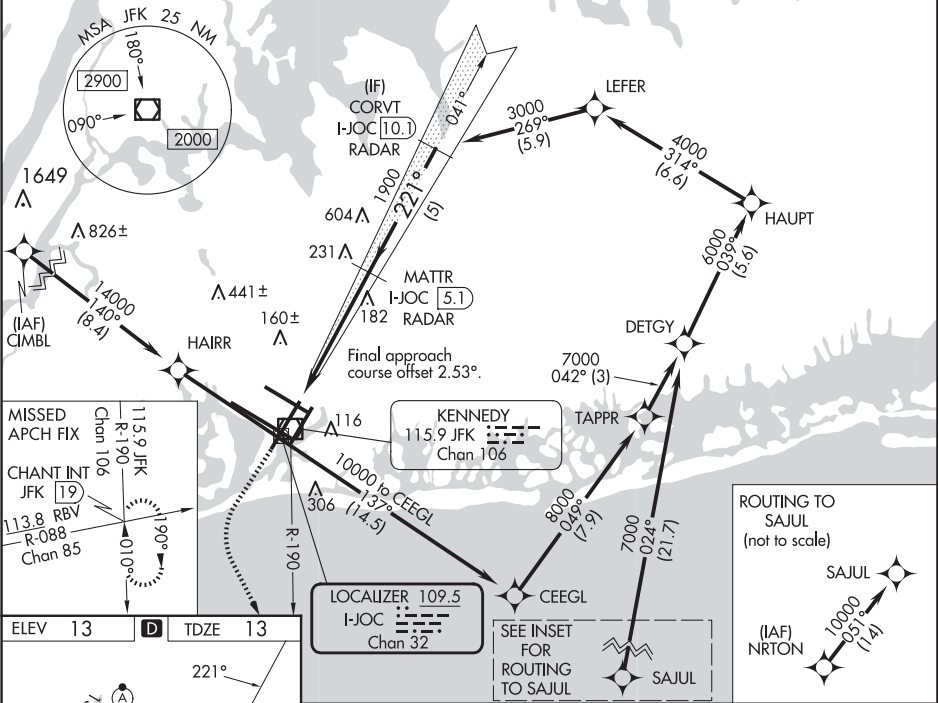 MSA JFK 25 NM
180°
2900
090°
2000
1649
826±
(IAF)
CIMBL
14000
140°
(8.4)
HAIRR
441±
160±
604
231
182
116
306
(IF)
CORVT
I-JOC 10.1
RADAR
041°
1900
221°
(5)
MATTR
I-JOC 5.1
RADAR
Final approach
course offset 2.53°.
LEFER
3000
269°
(5.9)
4000
314°
(6.6)
HAUPT
6000
039°
(5.6)
DETGY
7000
042° (3)
TAPPR
KENNEDY
115.9 JFK
Chan 106
10000 to CEEGL
137°
(14.5)
8000
049°
(7.9)
7000
024°
(21.7)
CEEGL
R-190
LOCALIZER 109.5
I-JOC
Chan 32
SEE INSET
FOR
ROUTING
TO SAJUL
SAJUL
ROUTING TO
SAJUL
(not to scale)
SAJUL
10000
051°
(14)
(IAF)
NRTON
MISSED
APCH FIX
115.9 JFK
R-190
Chan 106
CHANT INT
JFK 19
113.8 RBV
R-088
Chan 85
190°
010°
ELEV 13
D
TDZE 13
221°
A